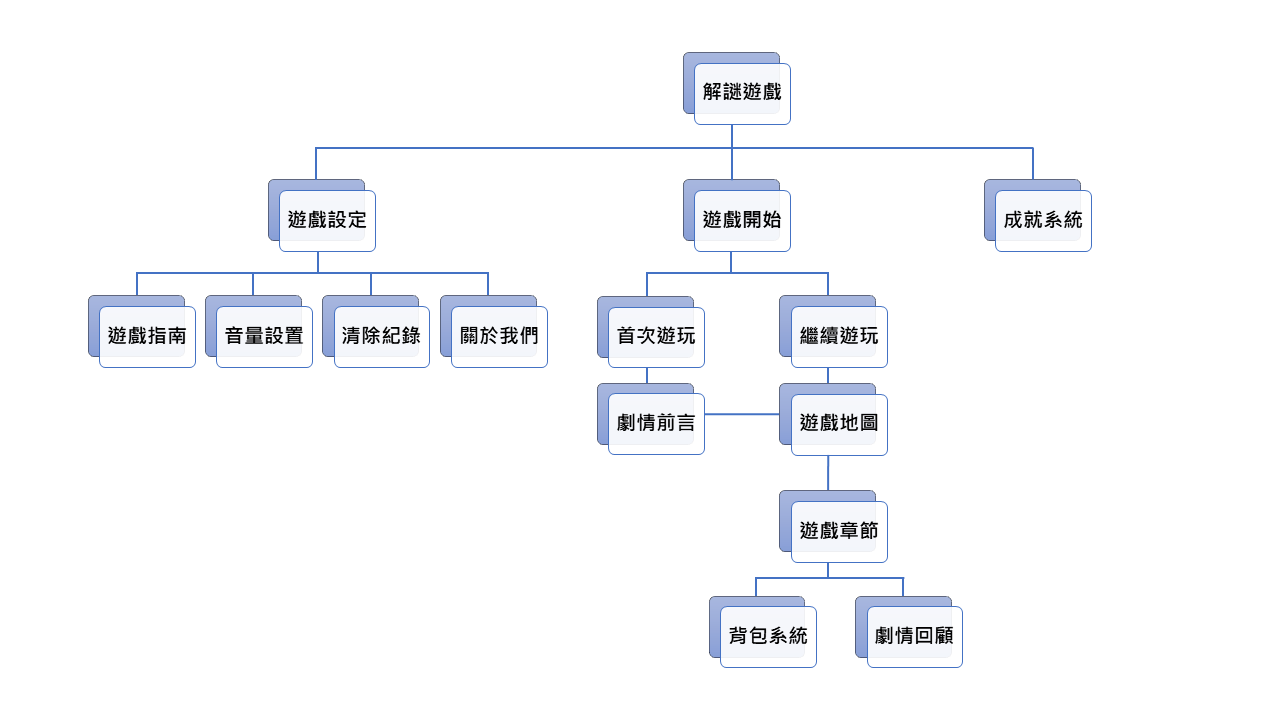 解謎遊戲
遊戲設定
遊戲開始
成就系統
遊戲指南
音量設置
清除紀錄
關於我們
首次遊玩
繼續遊玩
劇情前言
遊戲地圖
遊戲章節
背包系統
劇情回顧